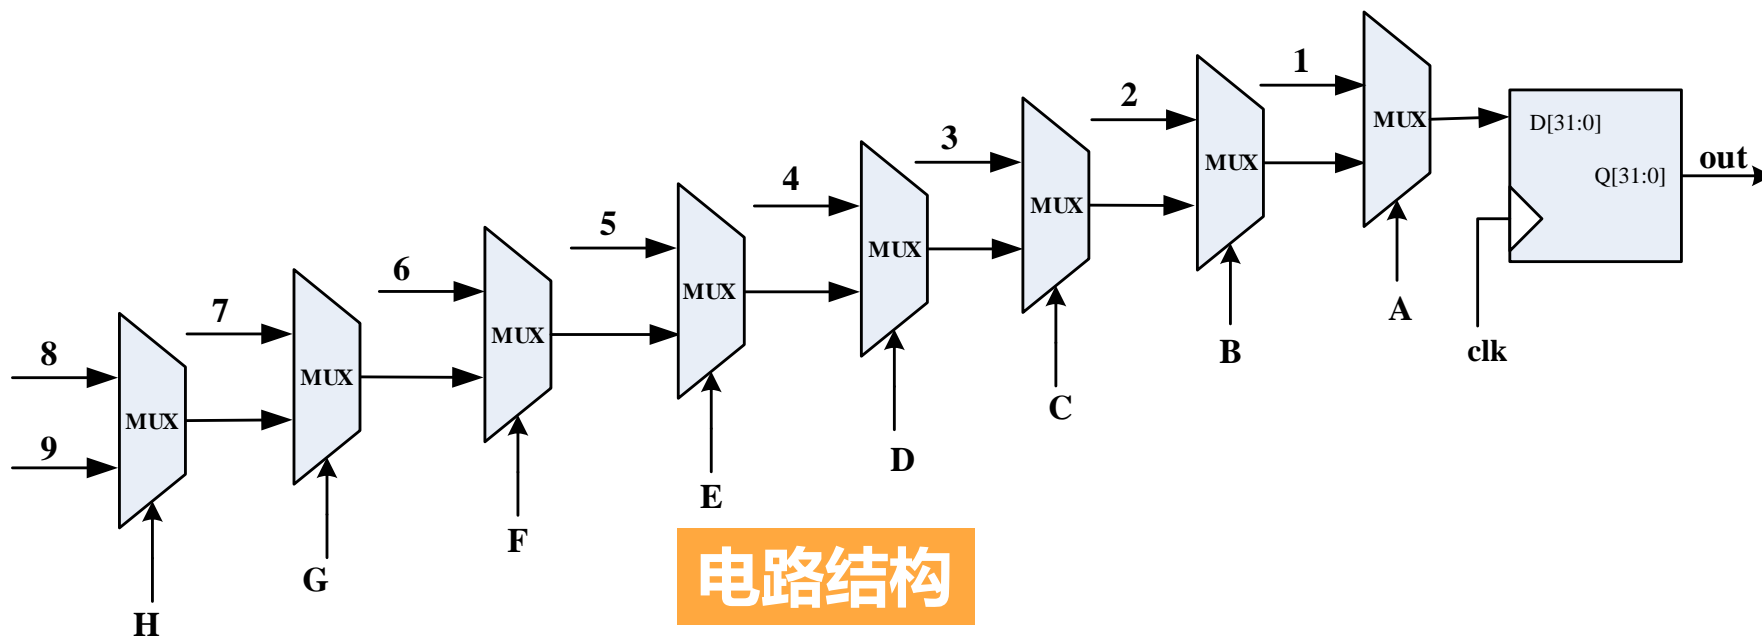 1
2
3
4
5
6
7
8
9
MUX
MUX
MUX
MUX
MUX
MUX
MUX
MUX
D[31:0]
Q[31:0]
out
clk
A
B
C
D
E
F
G
H
电路结构